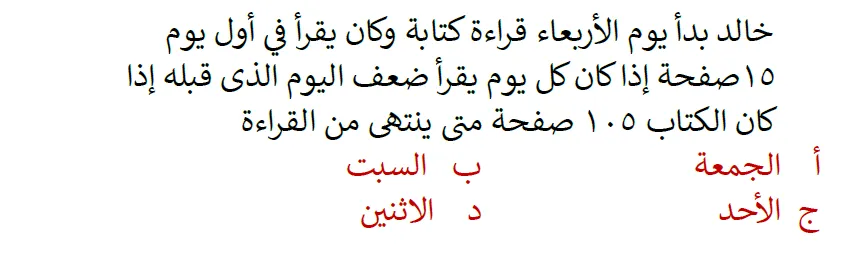 خالد بدأ يوم الأربعاء قراءة كتابة وكان يقرأ في أول يوم
١٥صفحة إذا كان كل يوم يقرأ ضعف اليوم الذى قبله إذا
كان الكتاب ١٠٥ صفحة متى ينتهى من القراءة
أ الجمعة ب السبت
ج الأحد د الاثنين